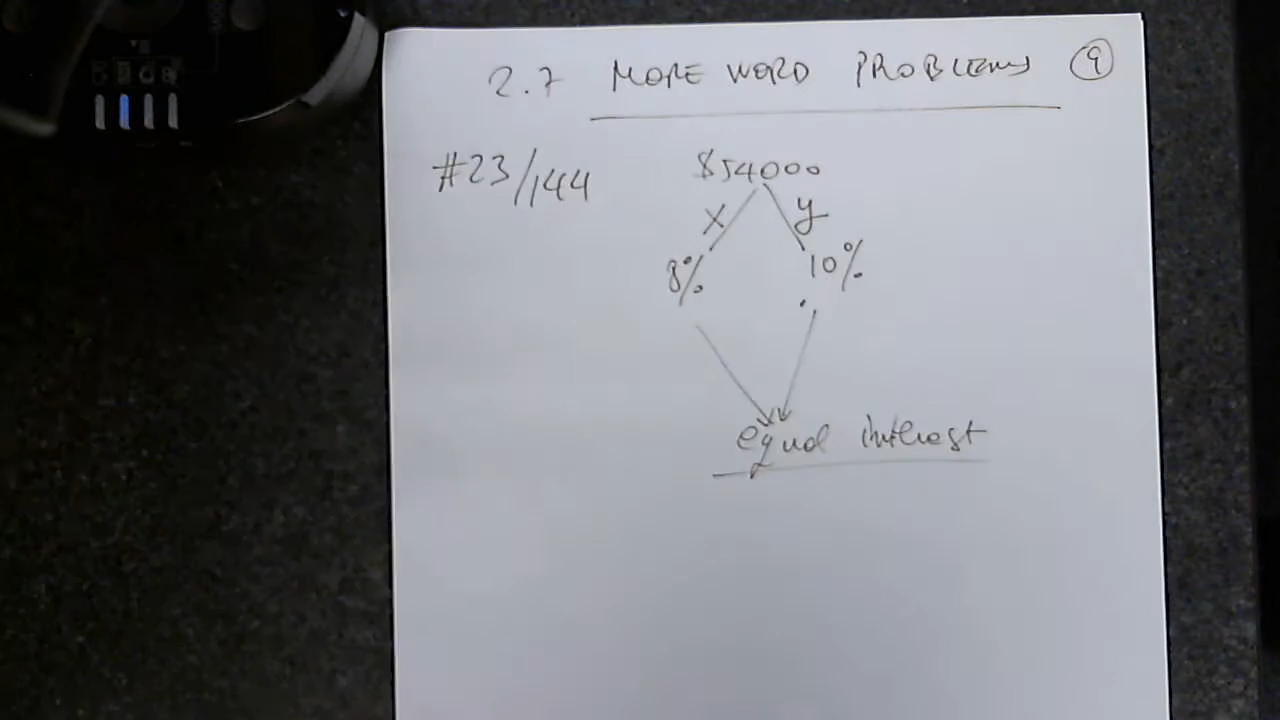 2.7 MORE WORD PROBLEMS 9
#23/144
$54000
x y
8% 10%
equal interest